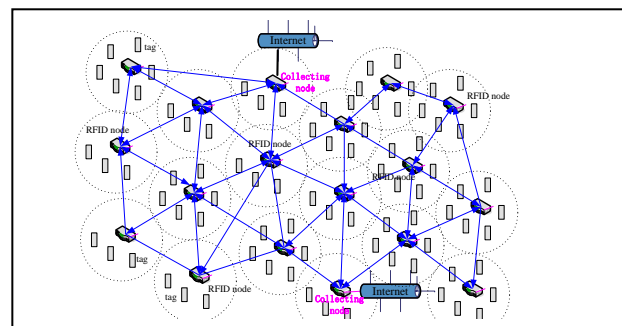 Internet
tag
Collecting
node
RFID node
RFID node
RFID node
RFID node
tag
tag
RFID node
Collecting
node
Internet